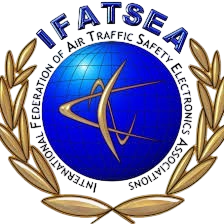 IFATSEA
INTERNATIONAL FEDERATION OF AIR TRAFFIC SAFETY ELECTRONICS ASSOCIATIONS